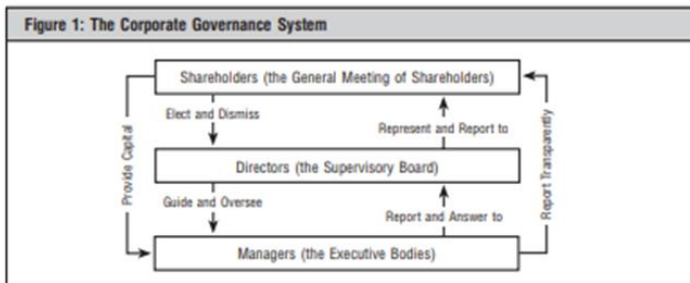 Figure 1: The Corporate Governance System
Shareholders (the General Meeting of Shareholders)
Elect and Dismiss
Represent and Report to
Provide Capital
Report Transparently
Directors (the Supervisory Board)
Guide and Oversee
Report and Answer to
Managers (the Executive Bodies)